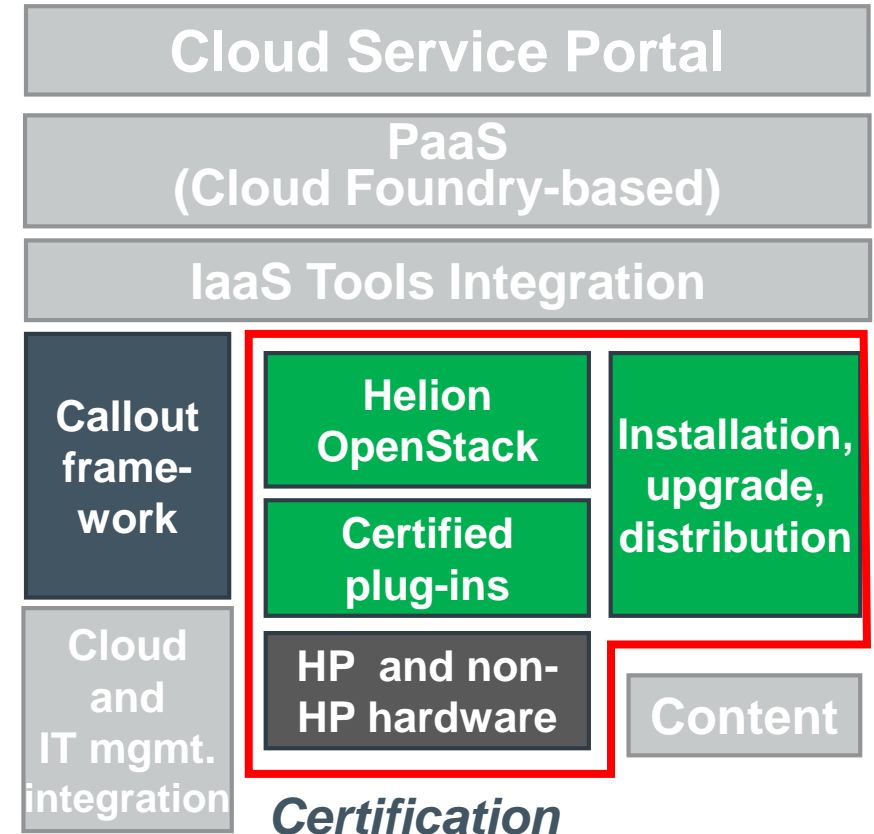 Cloud Service Portal
PaaS
(Cloud Foundry-based)
IaaS Tools Integration
Callout
frame-
work
Helion
OpenStack
Installation,
upgrade,
distribution
Certified
plug-ins
Cloud
and
IT mgmt.
integration
HP and non-
HP hardware
Content
Certification